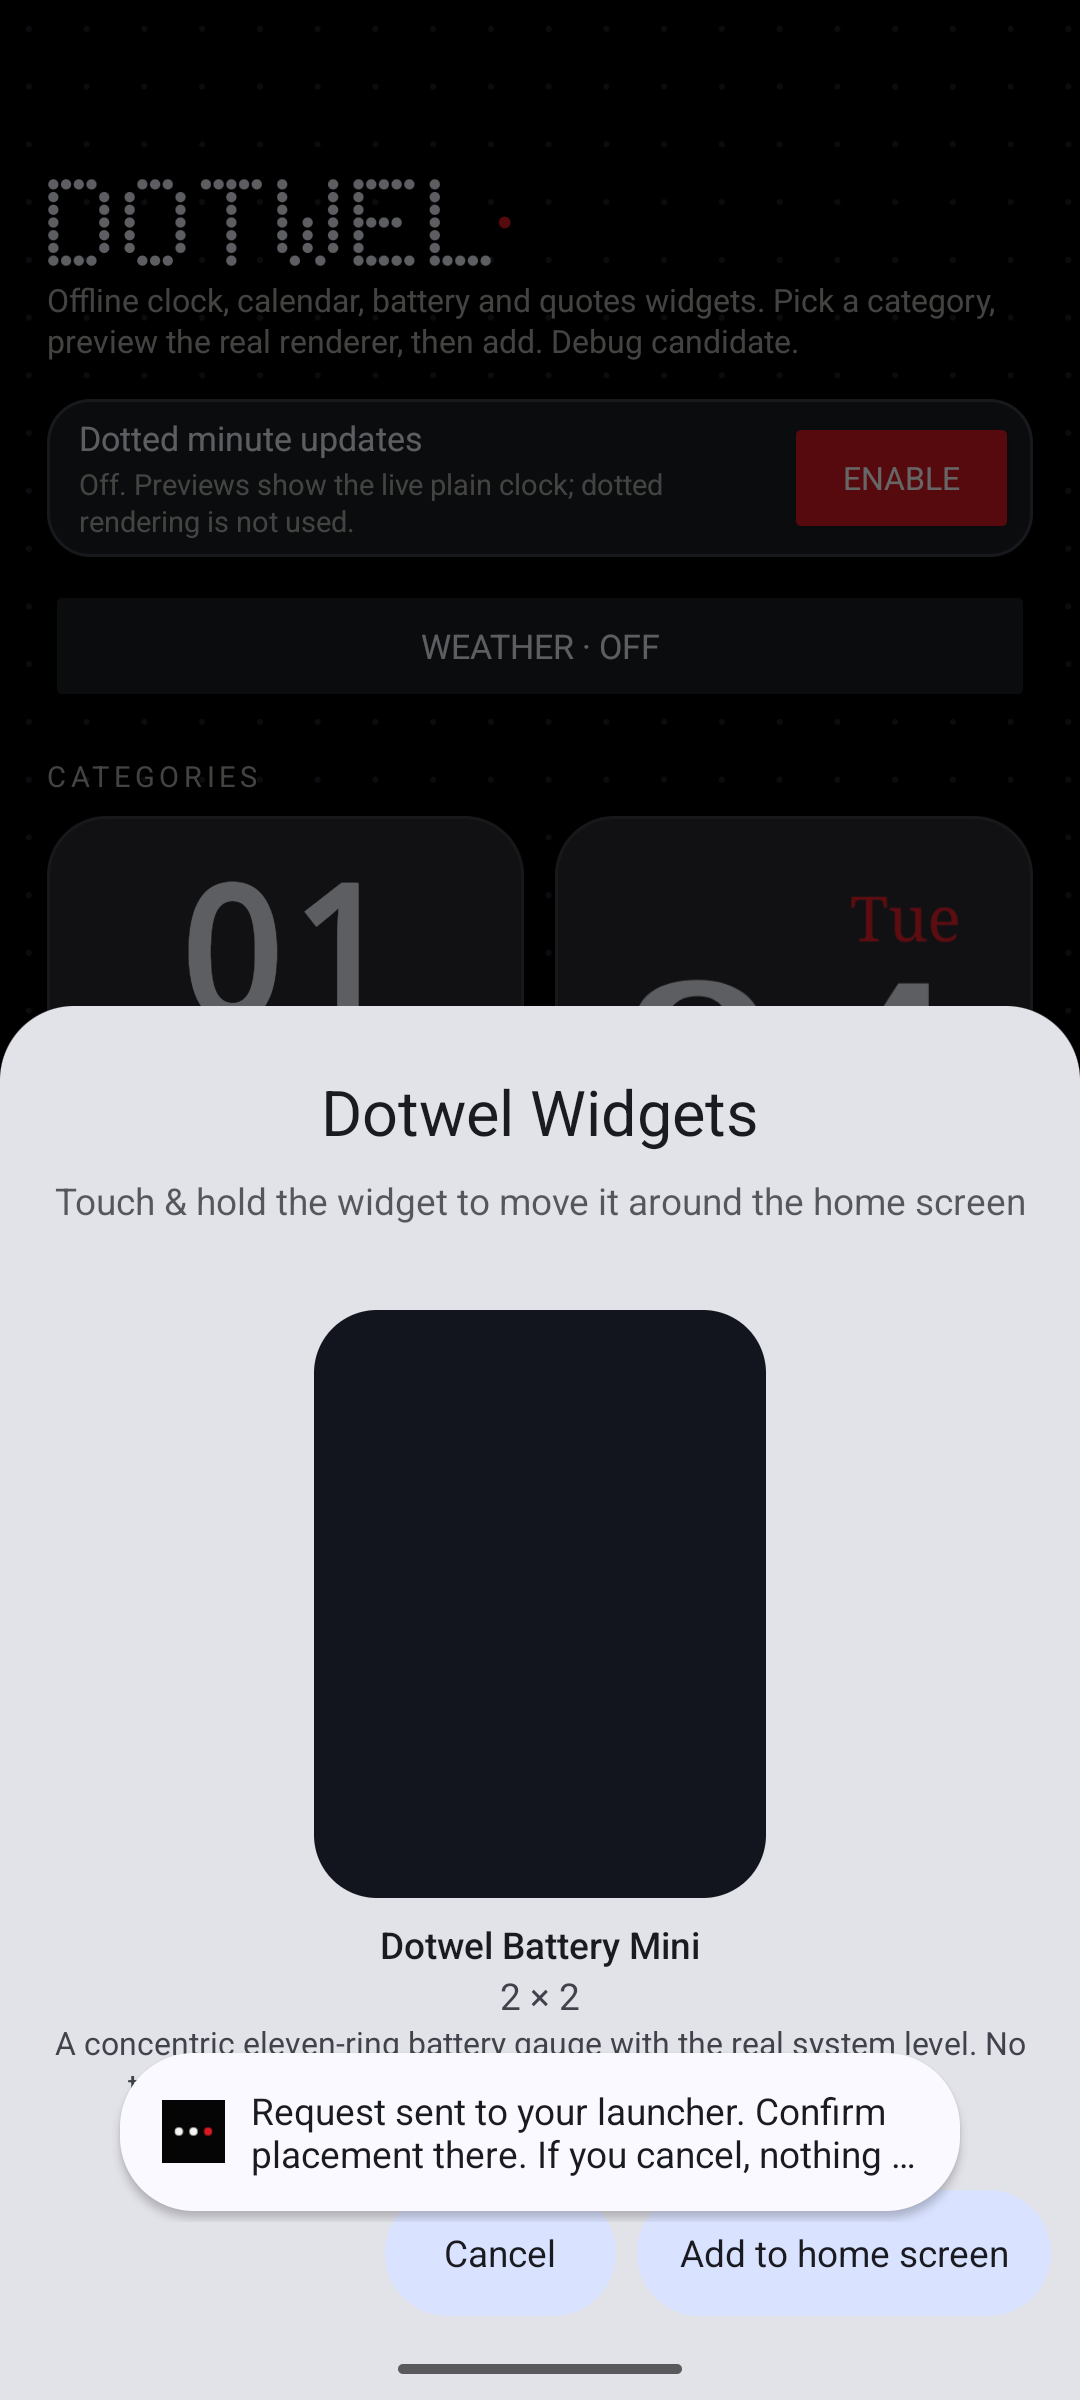 DOTWEL
Offline clock, calendar, battery and quotes widgets. Pick a category,
preview the real renderer, then add. Debug candidate.
Dotted minute updates
Off. Previews show the live plain clock; dotted
rendering is not used.
ENABLE
WEATHER · OFF
CATEGORIES
01
Tue
Dotwel Widgets
Touch & hold the widget to move it around the home screen
Dotwel Battery Mini
2 × 2
A concentric eleven-ring battery gauge with the real system level. No
Request sent to your launcher. Confirm
placement there. If you cancel, nothing ...
Cancel
Add to home screen